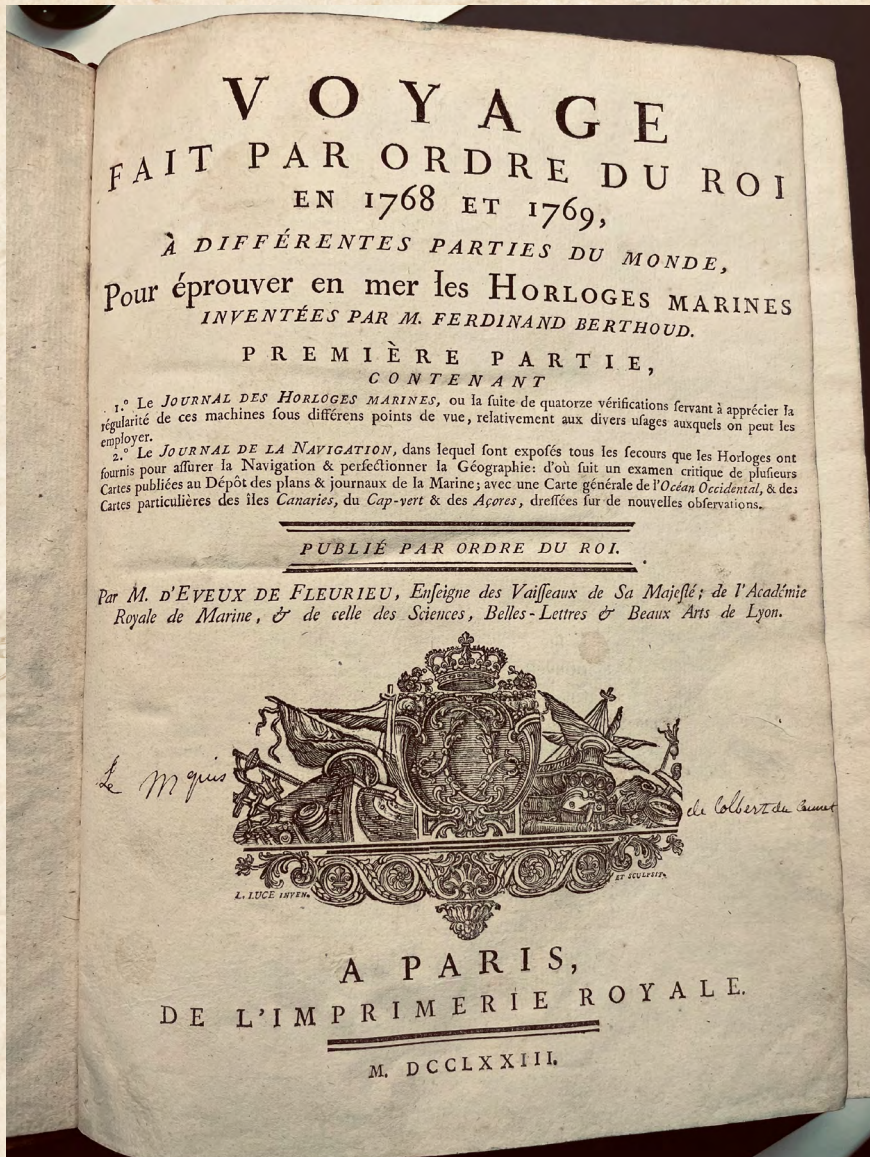 VOYAGE
FAIT PAR ORDRE DU ROI
EN 1768 ET 1769,
À DIFFÉRENTES PARTIES DU MONDE,
Pour éprouver en mer les HORLOGES MARINES
INVENTÉES PAR M. FERDINAND BERTHOUD.
PREMIÈRE PARTIE,
CONTENANT
1.° Le JOURNAL DES HORLOGES MARINES, ou la ſuite de quatorze vérifications ſervant à apprécier la
régularité de ces machines ſous différens points de vue, relativement aux divers uſages auxquels on peut les
employer.
2.° Le JOURNAL DE LA NAVIGATION, dans lequel ſont expoſés tous les ſecours que les Horloges ont
fournis pour aſſurer la Navigation & perfectionner la Géographie: d'où ſuit un examen critique de pluſieurs
Cartes publiées au Dépôt des plans & journaux de la Marine; avec une Carte générale de l'Océan Occidental, & des
Cartes particulières des îles Canaries, du Cap-vert & des Açores, dreſſées ſur de nouvelles obſervations.
PUBLIÉ PAR ORDRE DU ROI.
Par M. D'EVEUX DE FLEURIEU, Enſeigne des Vaiſſeaux de Sa Majeſté; de l'Académie
Royale de Marine, & de celle des Sciences, Belles-Lettres & Beaux Arts de Lyon.
Le Mquis de Colbert du
L. LUCE INVEN. ET SCULPSIT.
A PARIS,
DE L'IMPRIMERIE ROYALE.
M. DCCLXXIII.